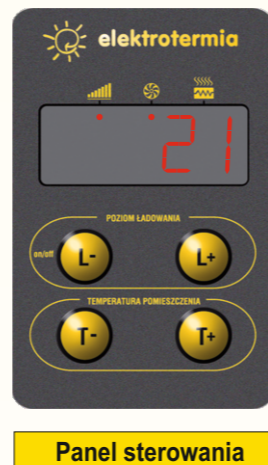 elektrotermia
21
POZIOM ŁADOWANIA
on/off L- L+
TEMPERATURA POMIESZCZENIA
T- T+
Panel sterowania